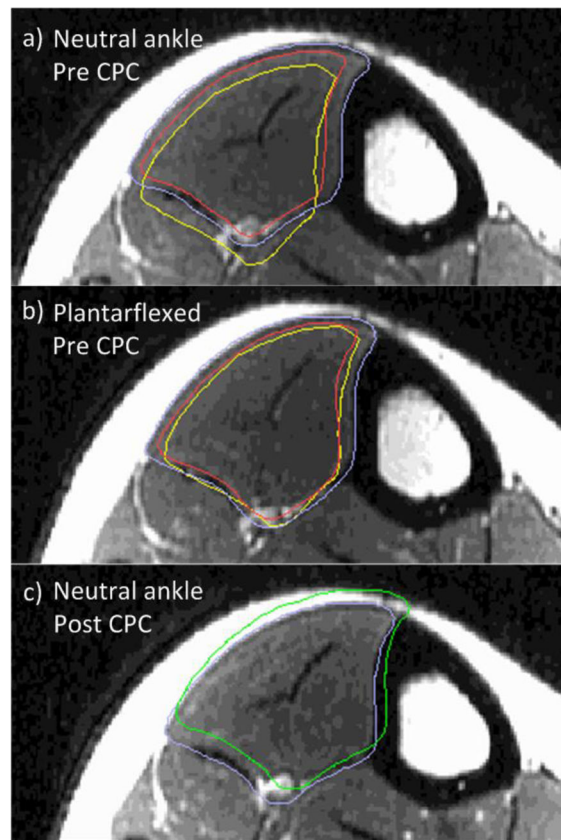 a) Neutral ankle
Pre CPC
b) Plantarflexed
Pre CPC
c) Neutral ankle
Post CPC